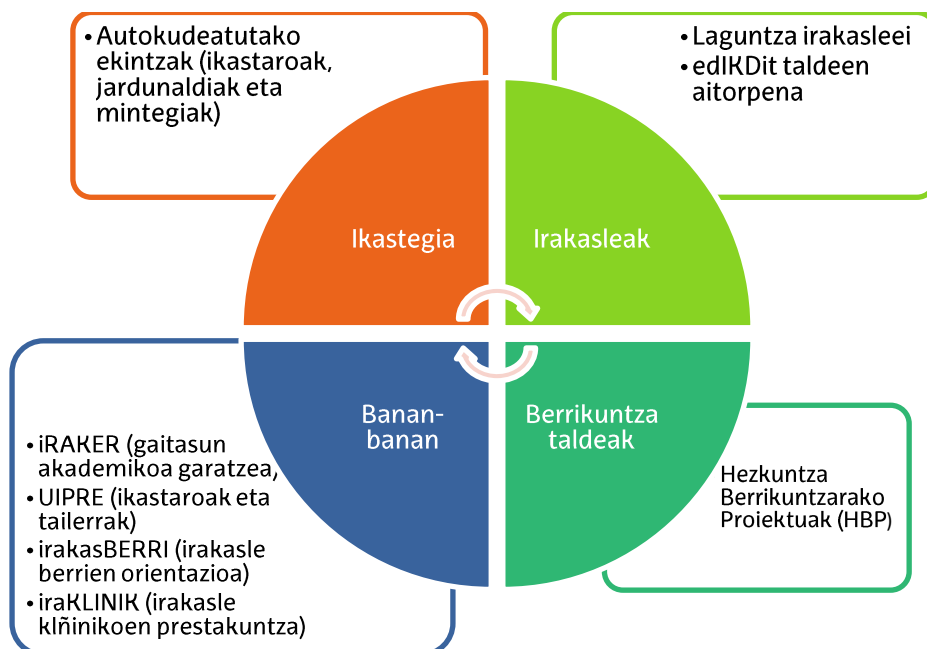 • Autokudeatutako
ekintzak (ikastaroak,
jardunaldiak eta
mintegiak)
• Laguntza irakasleei
• edIKDit taldeen
aitorpena
Ikastegia
Irakasleak
Banan-
banan
Berrikuntza
taldeak
• iRAKER (gaitasun
akademikoa garatzea,
• UIPRE (ikastaroak eta
tailerrak)
• irakasBERRI (irakasle
berrien orientazioa)
• iraKLINIK (irakasle
klñinikoen prestakuntza)
Hezkuntza
Berrikuntzarako
Proiektuak (HBP)